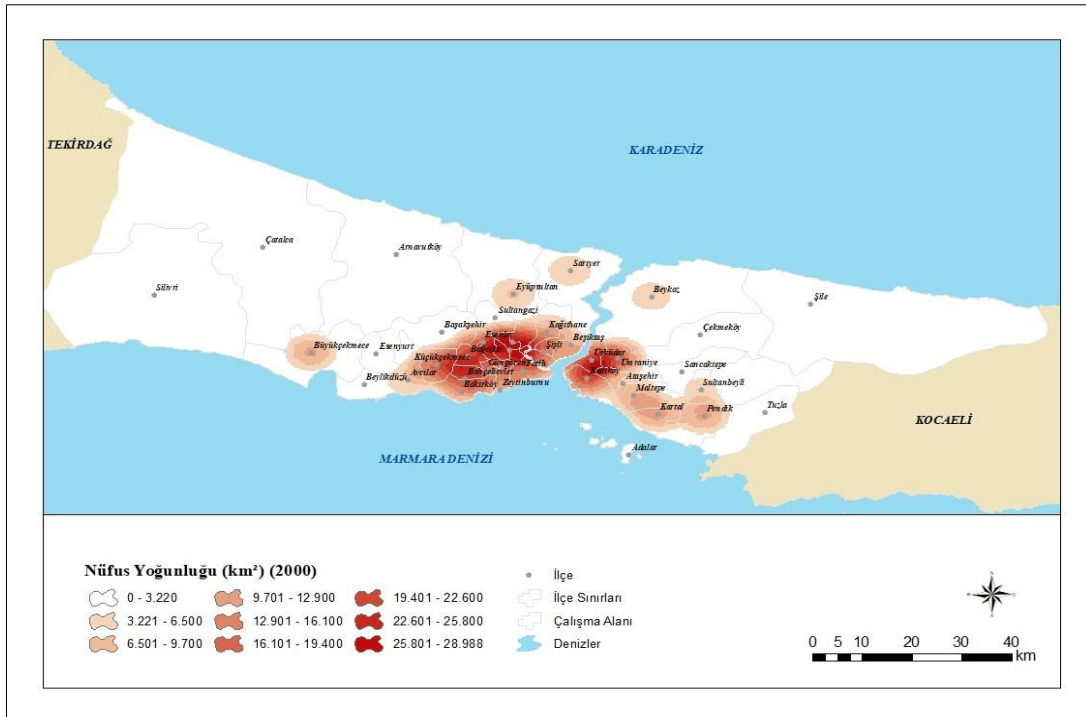 KARADENİZ
TEKİRDAĞ
Çatalca
Arnavutköy
Silivri
Sarıyer
Eyüpsultan
Beykoz
Şile
Sultangazi
Başakşehir
Kağıthane
Esenler
Beşiktaş
Çekmeköy
Büyükçekmece
Esenyurt
Küçükçekmece
Bağcılar
Şişli
Üsküdar
Ümraniye
Güngören
Fatih
Bahçelievler
Avcılar
Kadıköy
Ataşehir
Sancaktepe
Beylikdüzü
Bakırköy
Zeytinburnu
Maltepe
Sultanbeyli
Kartal
Pendik
Tuzla
KOCAELİ
Adalar
MARMARA DENİZİ
Nüfus Yoğunluğu (km²) (2000)
0 - 3.220
3.221 - 6.500
6.501 - 9.700
9.701 - 12.900
12.901 - 16.100
16.101 - 19.400
19.401 - 22.600
22.601 - 25.800
25.801 - 28.988
İlçe
İlçe Sınırları
Çalışma Alanı
Denizler
0 5 10 20 30 40
km